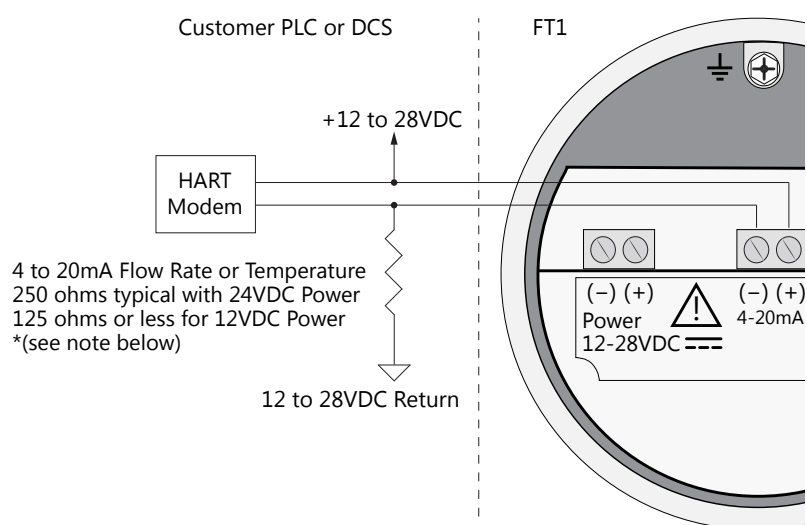 Customer PLC or DCS
FT1
+12 to 28VDC
HART
Modem
4 to 20mA Flow Rate or Temperature
250 ohms typical with 24VDC Power
125 ohms or less for 12VDC Power
*(see note below)
12 to 28VDC Return
(−) (+)
Power
12-28VDC
(−) (+)
4-20mA